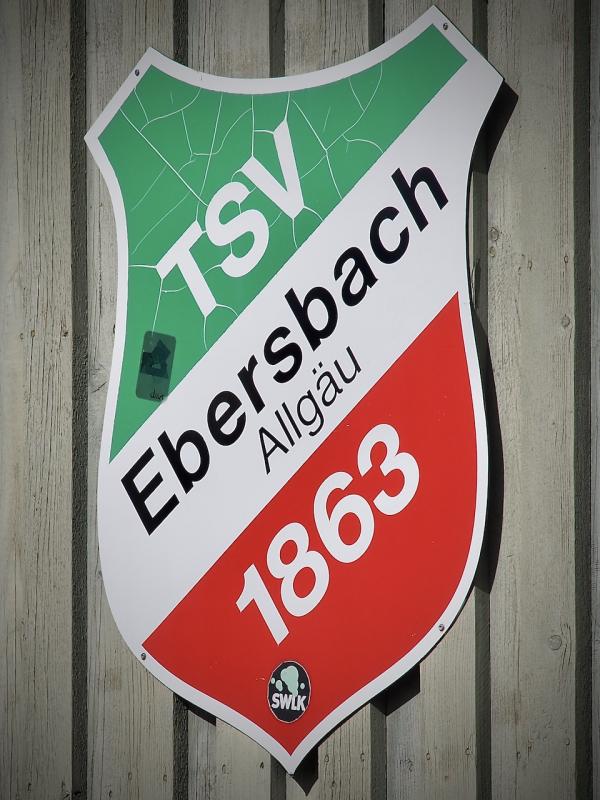 TSV
Ebersbach
Allgäu
1863
SWLK